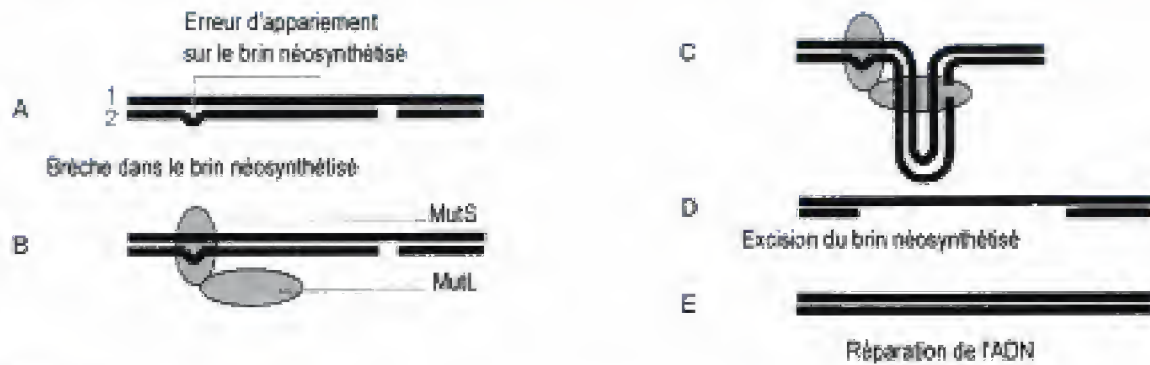 Erreur d'appariement
sur le brin néosynthétisé
A
1
2
Brèche dans le brin néosynthétisé
B
MutS
MutL
C
D
Excision du brin néosynthétisé
E
Réparation de l'ADN